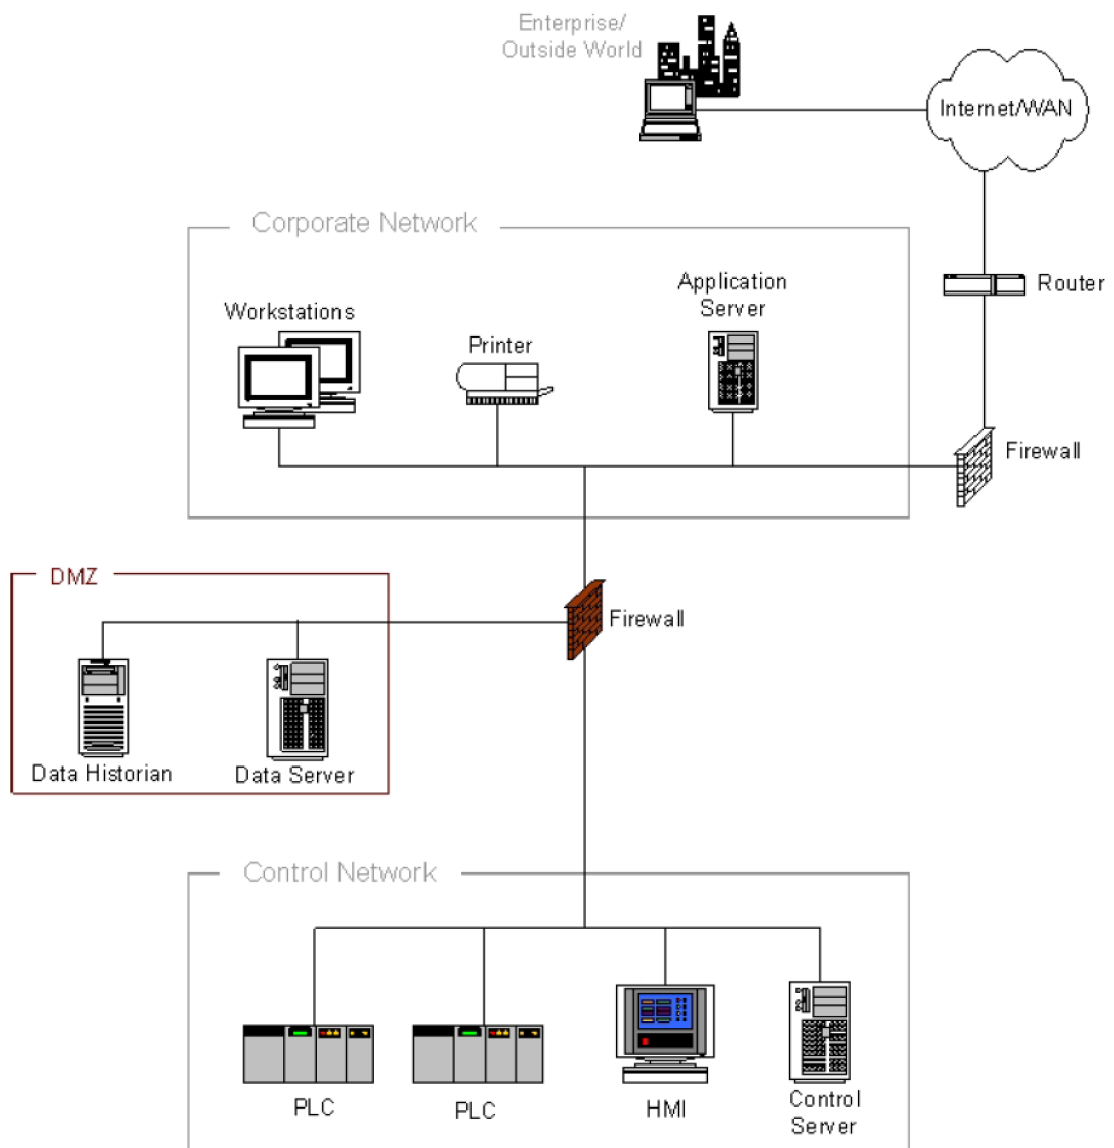 Enterprise/
Outside World
Internet/WAN
Corporate Network
Router
Application
Server
Workstations
Printer
Firewall
DMZ
Firewall
Data Historian
Data Server
Control Network
PLC
PLC
HMI
Control
Server